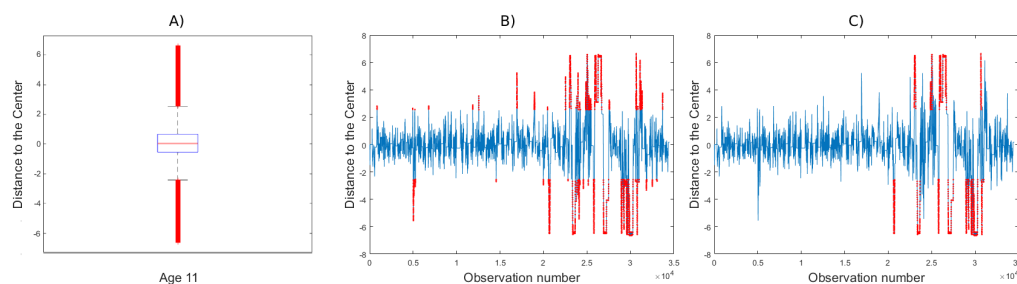 A)
B)
C)
Distance to the Center
6
4
2
0
-2
-4
-6
Age 11
Distance to the Center
8
6
4
2
0
-2
-4
-6
-8
0 0.5 1 1.5 2 2.5 3 3.5
×10⁴
Observation number
Distance to the Center
8
6
4
2
0
-2
-4
-6
-8
0 0.5 1 1.5 2 2.5 3 3.5
×10⁴
Observation number